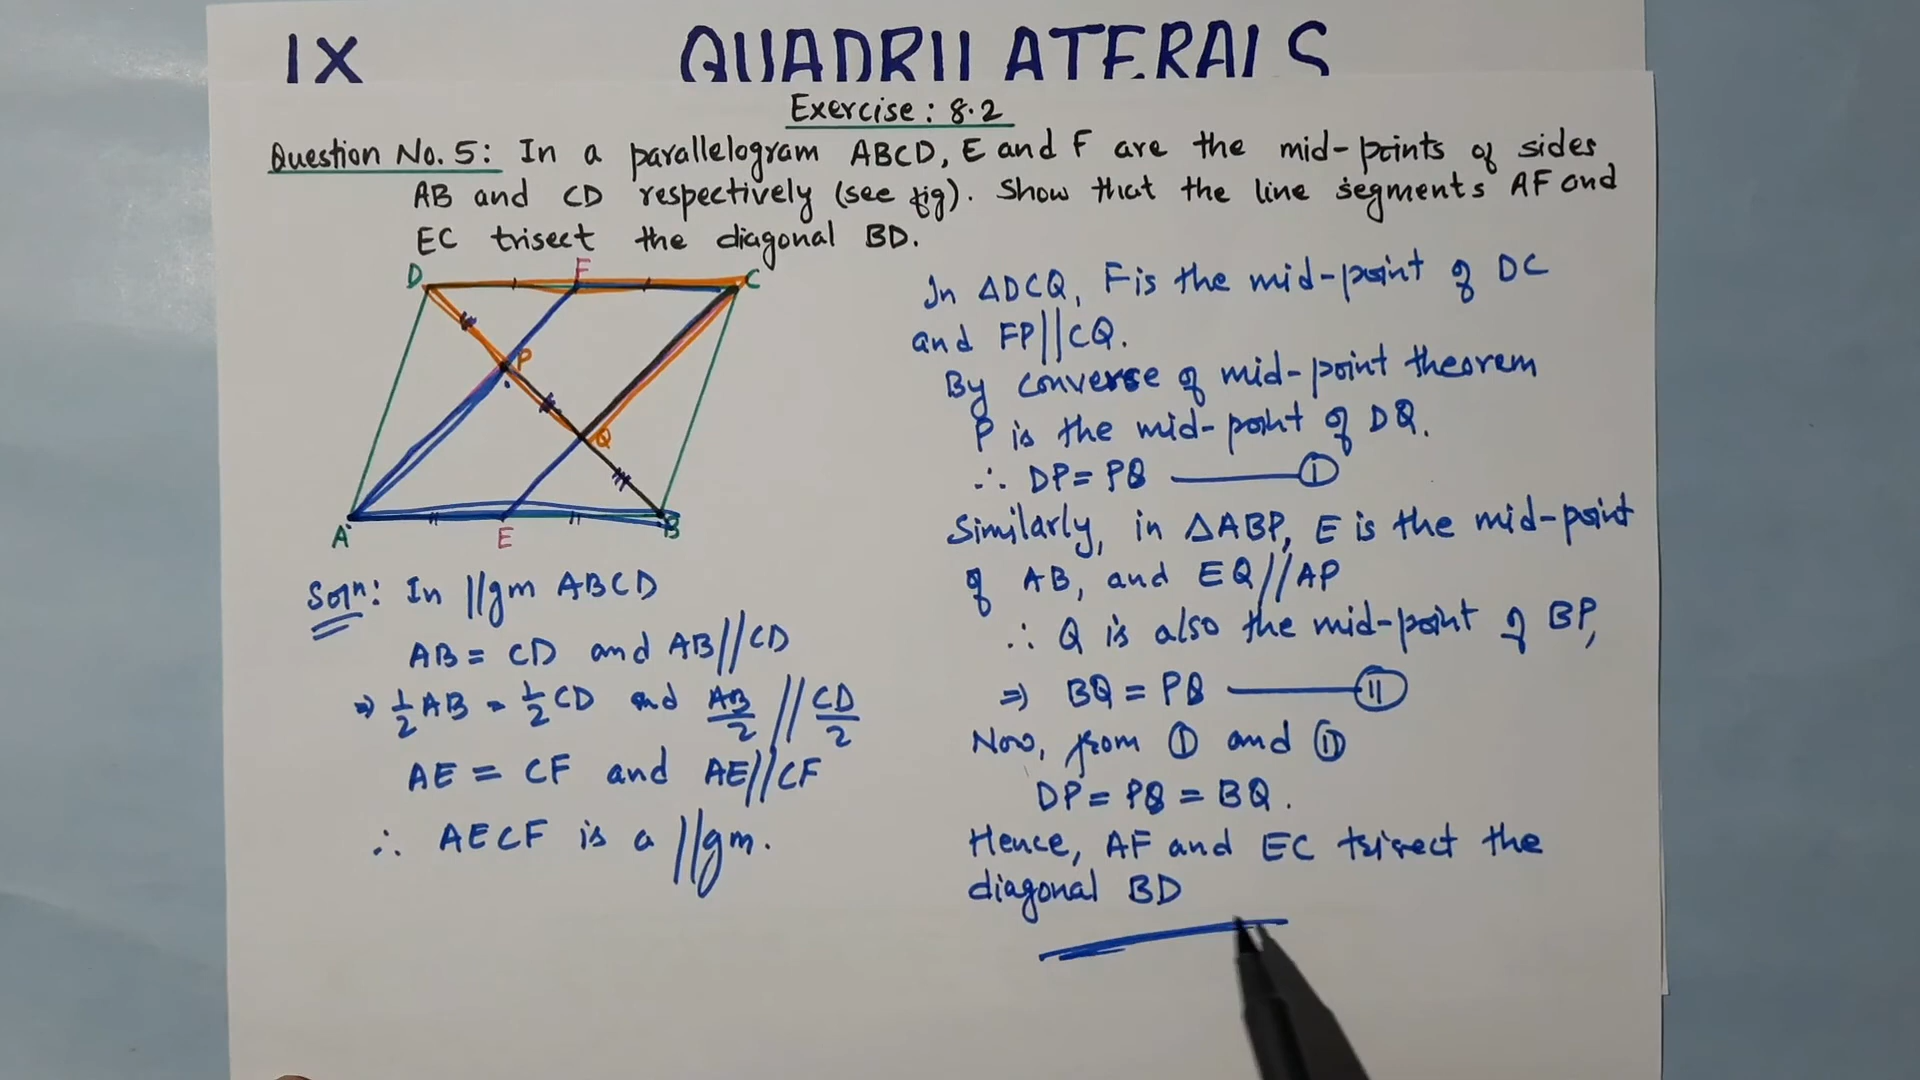 IX QUADRILATERALS
Exercise: 8.2
Question No. 5: In a parallelogram ABCD, E and F are the mid-points of sides
AB and CD respectively (see fig). Show that the line segments AF and
EC trisect the diagonal BD.
D F C
P
Q
A E B
Soln: In ||gm ABCD
AB = CD and AB//CD
⇒ 1/2 AB = 1/2 CD and AB/2 // CD/2
AE = CF and AE//CF
∴ AECF is a ||gm.
In ΔDCQ, F is the mid-point of DC
and FP||CQ.
By converse of mid-point theorem
P is the mid-point of DQ.
∴ DP = PQ ——— I
Similarly, in ΔABP, E is the mid-point
of AB, and EQ//AP
∴ Q is also the mid-point of BP,
⇒ BQ = PQ ——— II
Now, from I and II
DP = PQ = BQ.
Hence, AF and EC trisect the
diagonal BD